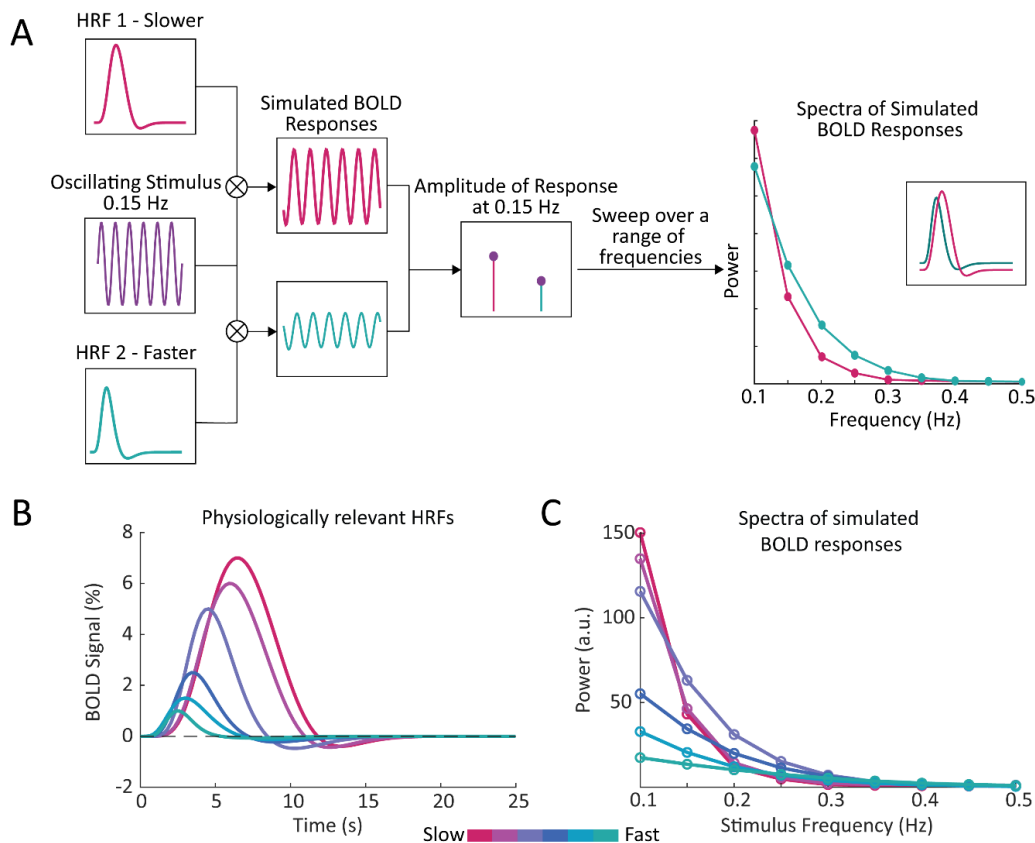 A
HRF 1 - Slower
Oscillating Stimulus
0.15 Hz
HRF 2 - Faster
Simulated BOLD
Responses
Amplitude of Response
at 0.15 Hz
Sweep over a
range of
frequencies
Spectra of Simulated
BOLD Responses
Power
0.1 0.2 0.3 0.4 0.5
Frequency (Hz)
B
Physiologically relevant HRFs
BOLD Signal (%)
8
6
4
2
0
-2
0 5 10 15 20 25
Time (s)
C
Spectra of simulated
BOLD responses
Power (a.u.)
150
100
50
0.1 0.2 0.3 0.4 0.5
Stimulus Frequency (Hz)
Slow Fast